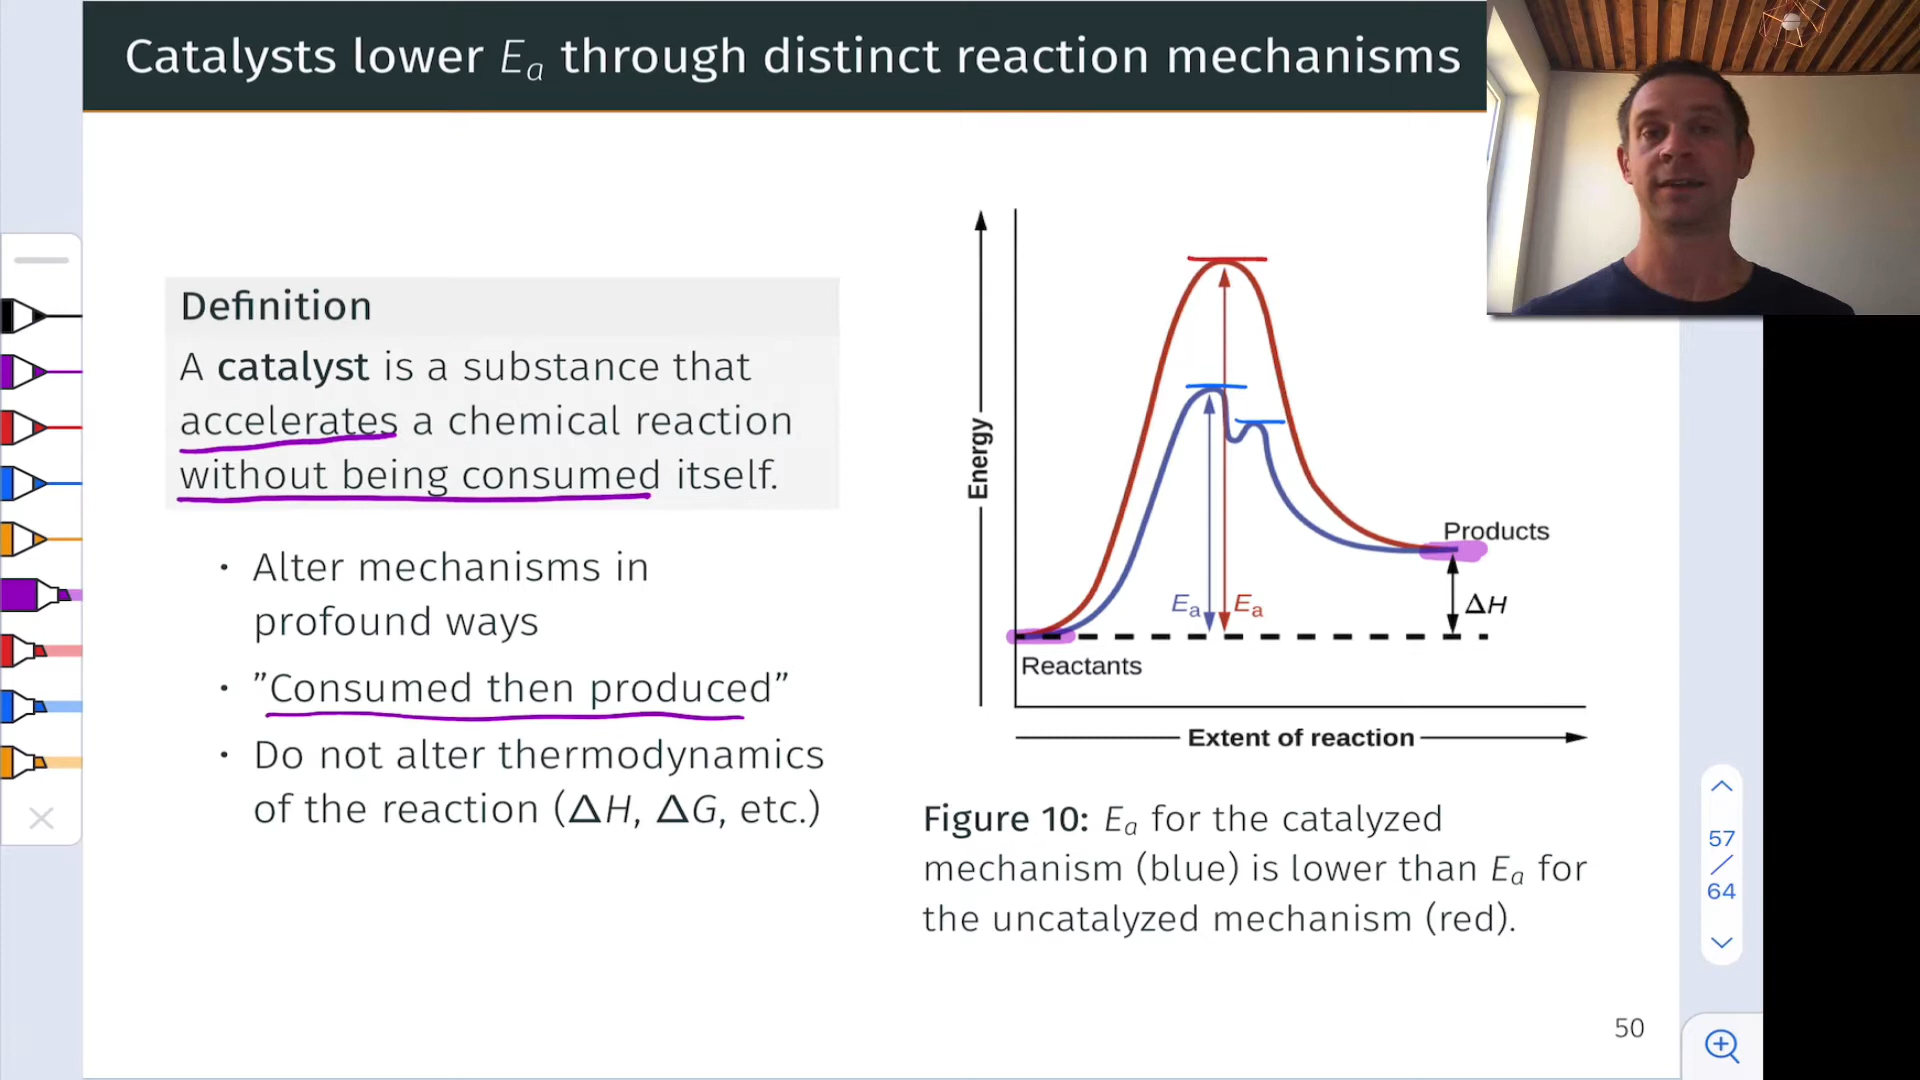 Catalysts lower Ea through distinct reaction mechanisms
Definition
A catalyst is a substance that
accelerates a chemical reaction
without being consumed itself.
· Alter mechanisms in
profound ways
· ”Consumed then produced”
· Do not alter thermodynamics
of the reaction (ΔH, ΔG, etc.)
Energy
Products
Ea
Ea
ΔH
Reactants
Extent of reaction
Figure 10: Ea for the catalyzed
mechanism (blue) is lower than Ea for
the uncatalyzed mechanism (red).
57
/
64
50